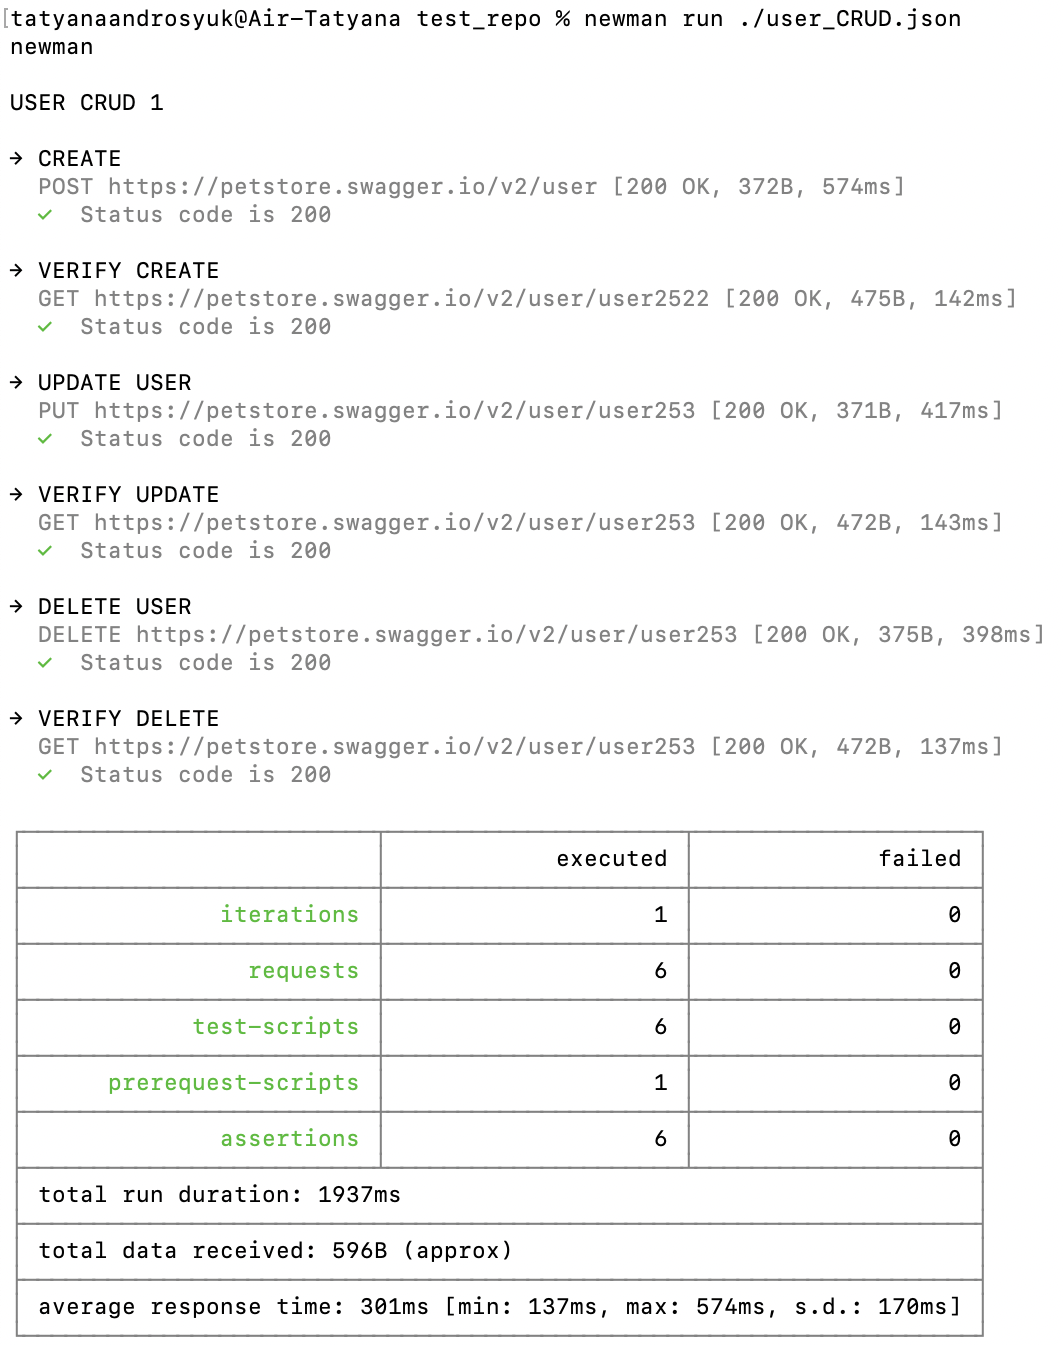 [tatyanaandrosyuk@Air-Tatyana test_repo % newman run ./user_CRUD.json
newman
USER CRUD 1
→ CREATE
POST https://petstore.swagger.io/v2/user [200 OK, 372B, 574ms]
✓ Status code is 200
→ VERIFY CREATE
GET https://petstore.swagger.io/v2/user/user2522 [200 OK, 475B, 142ms]
✓ Status code is 200
→ UPDATE USER
PUT https://petstore.swagger.io/v2/user/user253 [200 OK, 371B, 417ms]
✓ Status code is 200
→ VERIFY UPDATE
GET https://petstore.swagger.io/v2/user/user253 [200 OK, 472B, 143ms]
✓ Status code is 200
→ DELETE USER
DELETE https://petstore.swagger.io/v2/user/user253 [200 OK, 375B, 398ms]
✓ Status code is 200
→ VERIFY DELETE
GET https://petstore.swagger.io/v2/user/user253 [200 OK, 472B, 137ms]
✓ Status code is 200
executed failed
iterations 1 0
requests 6 0
test-scripts 6 0
prerequest-scripts 1 0
assertions 6 0
total run duration: 1937ms
total data received: 596B (approx)
average response time: 301ms [min: 137ms, max: 574ms, s.d.: 170ms]